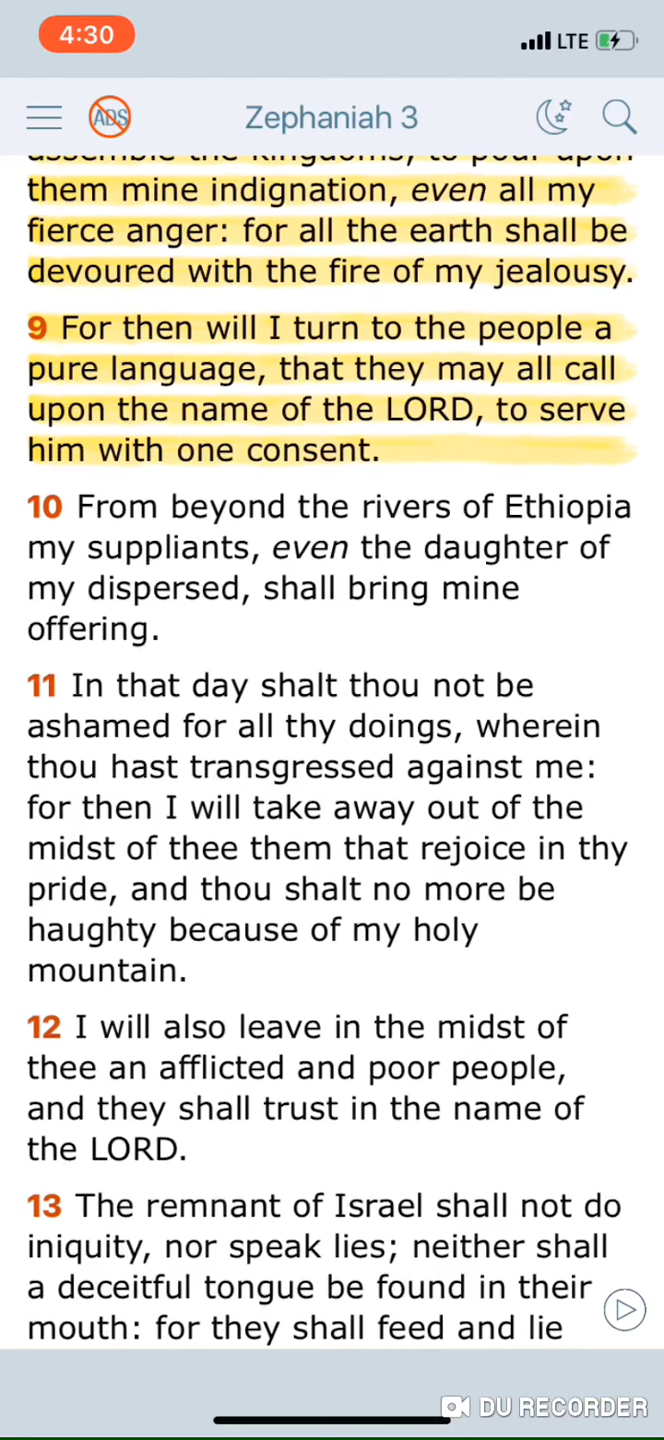 4:30
LTE
ADS
Zephaniah 3
assemble the kingdoms, to pour upon
them mine indignation, even all my
fierce anger: for all the earth shall be
devoured with the fire of my jealousy.
9 For then will I turn to the people a
pure language, that they may all call
upon the name of the LORD, to serve
him with one consent.
10 From beyond the rivers of Ethiopia
my suppliants, even the daughter of
my dispersed, shall bring mine
offering.
11 In that day shalt thou not be
ashamed for all thy doings, wherein
thou hast transgressed against me:
for then I will take away out of the
midst of thee them that rejoice in thy
pride, and thou shalt no more be
haughty because of my holy
mountain.
12 I will also leave in the midst of
thee an afflicted and poor people,
and they shall trust in the name of
the LORD.
13 The remnant of Israel shall not do
iniquity, nor speak lies; neither shall
a deceitful tongue be found in their
mouth: for they shall feed and lie
DU RECORDER